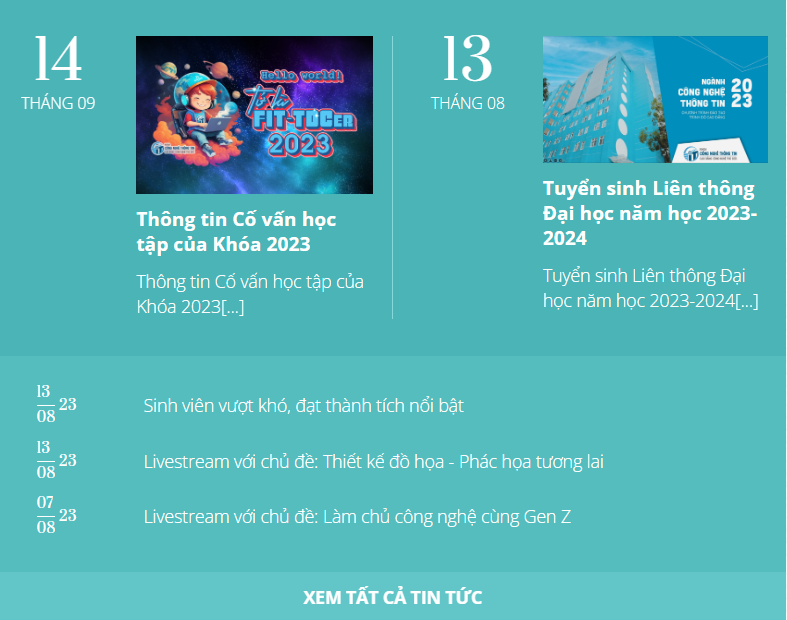 14
THÁNG 09
Hello world!
Tớ là
FIT-TDCer
2023
Thông tin Cố vấn học
tập của Khóa 2023
Thông tin Cố vấn học tập của
Khóa 2023[...]
13
THÁNG 08
NGÀNH
CÔNG NGHỆ
THÔNG TIN
2023
Tuyển sinh Liên thông
Đại học năm học 2023-
2024
Tuyển sinh Liên thông Đại
học năm học 2023-2024[...]
13
08 23
Sinh viên vượt khó, đạt thành tích nổi bật
13
08 23
Livestream với chủ đề: Thiết kế đồ họa - Phác họa tương lai
07
08 23
Livestream với chủ đề: Làm chủ công nghệ cùng Gen Z
XEM TẤT CẢ TIN TỨC